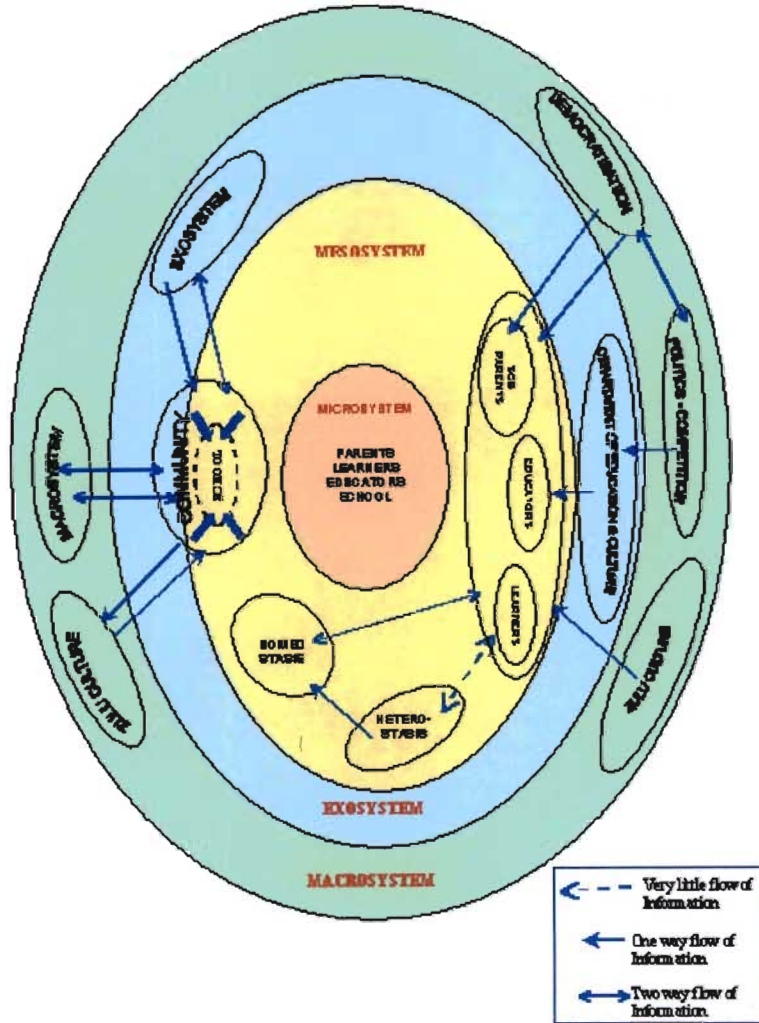 DEMOCRATISATION
EXOSYSTEM
MESOSYSTEM
SGB
PARENTS
POLITICS - COMPETITION
DEPARTMENT OF EDUCATION & CULTURE
MICROSYSTEM
PARENTS
LEARNERS
EDUCATORS
SCHOOL
EDUCATORS
COMMUNITY
MACROSYSTEM
LEARNERS
STASIS
HETERO-
STASIS
ZULU CULTURE
EXOSYSTEM
MACROSYSTEM
Very little flow of
Information
One way flow of
Information
Two way flow of
Information